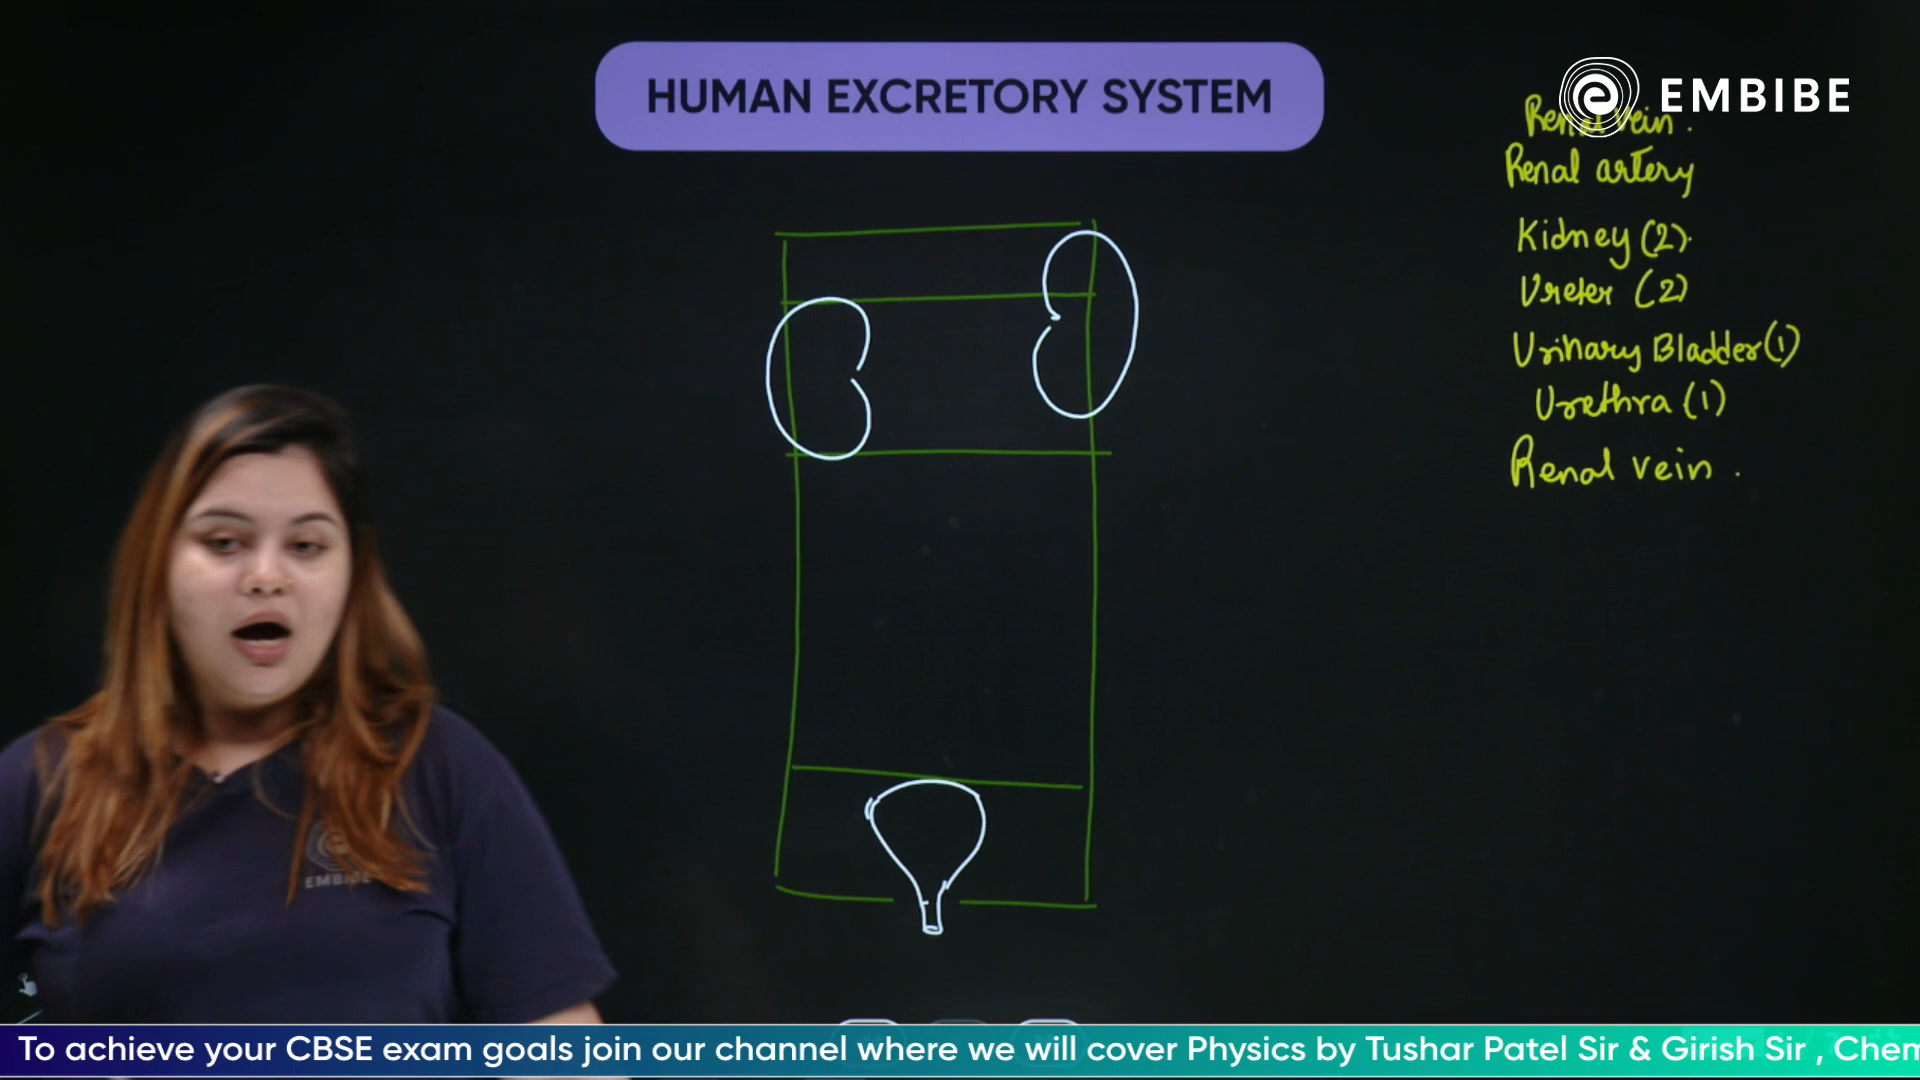 HUMAN EXCRETORY SYSTEM
EMBIBE
Renal vein.
Renal artery
Kidney (2).
Ureter (2)
Urinary Bladder (1)
Urethra (1)
Renal vein .
EMBIBE
To achieve your CBSE exam goals join our channel where we will cover Physics by Tushar Patel Sir & Girish Sir , Chem